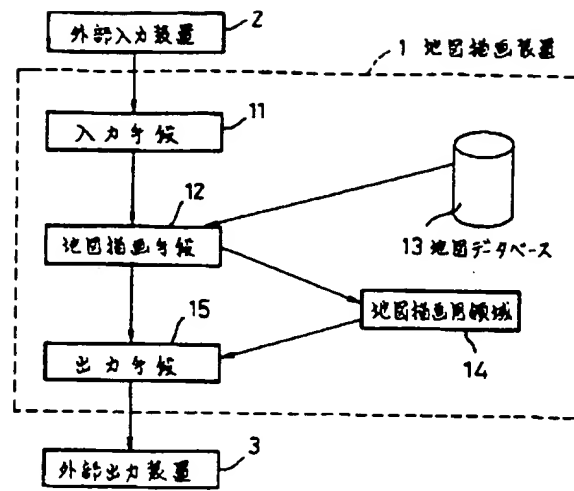 外部入力装置
2
1 地図描画装置
入力手段
11
12
地図描画手段
13 地図データベース
15
地図描画用領域
出力手段
14
外部出力装置
3